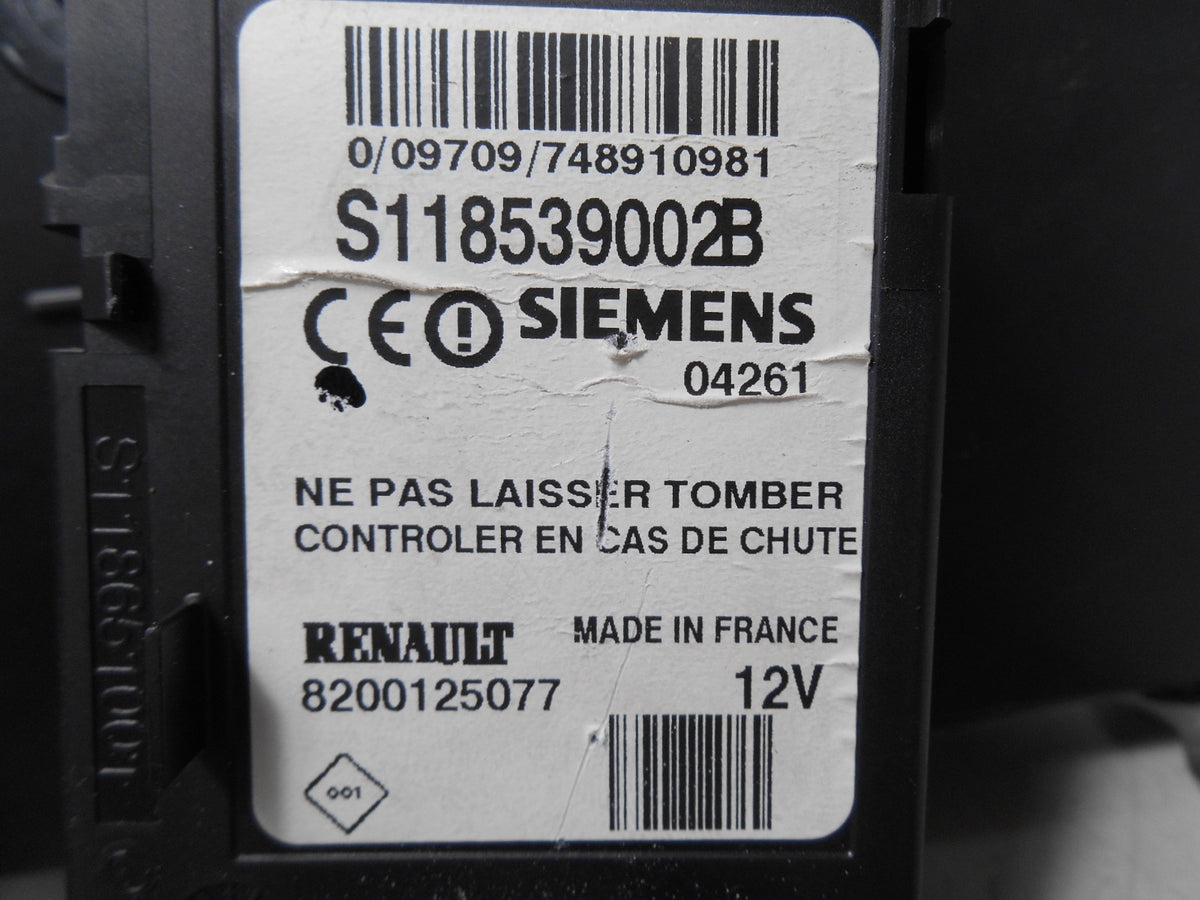 0/09709/748910981
S118539002B
CE SIEMENS
04261
NE PAS LAISSER TOMBER
CONTROLER EN CAS DE CHUTE
RENAULT
MADE IN FRANCE
8200125077
12V
001